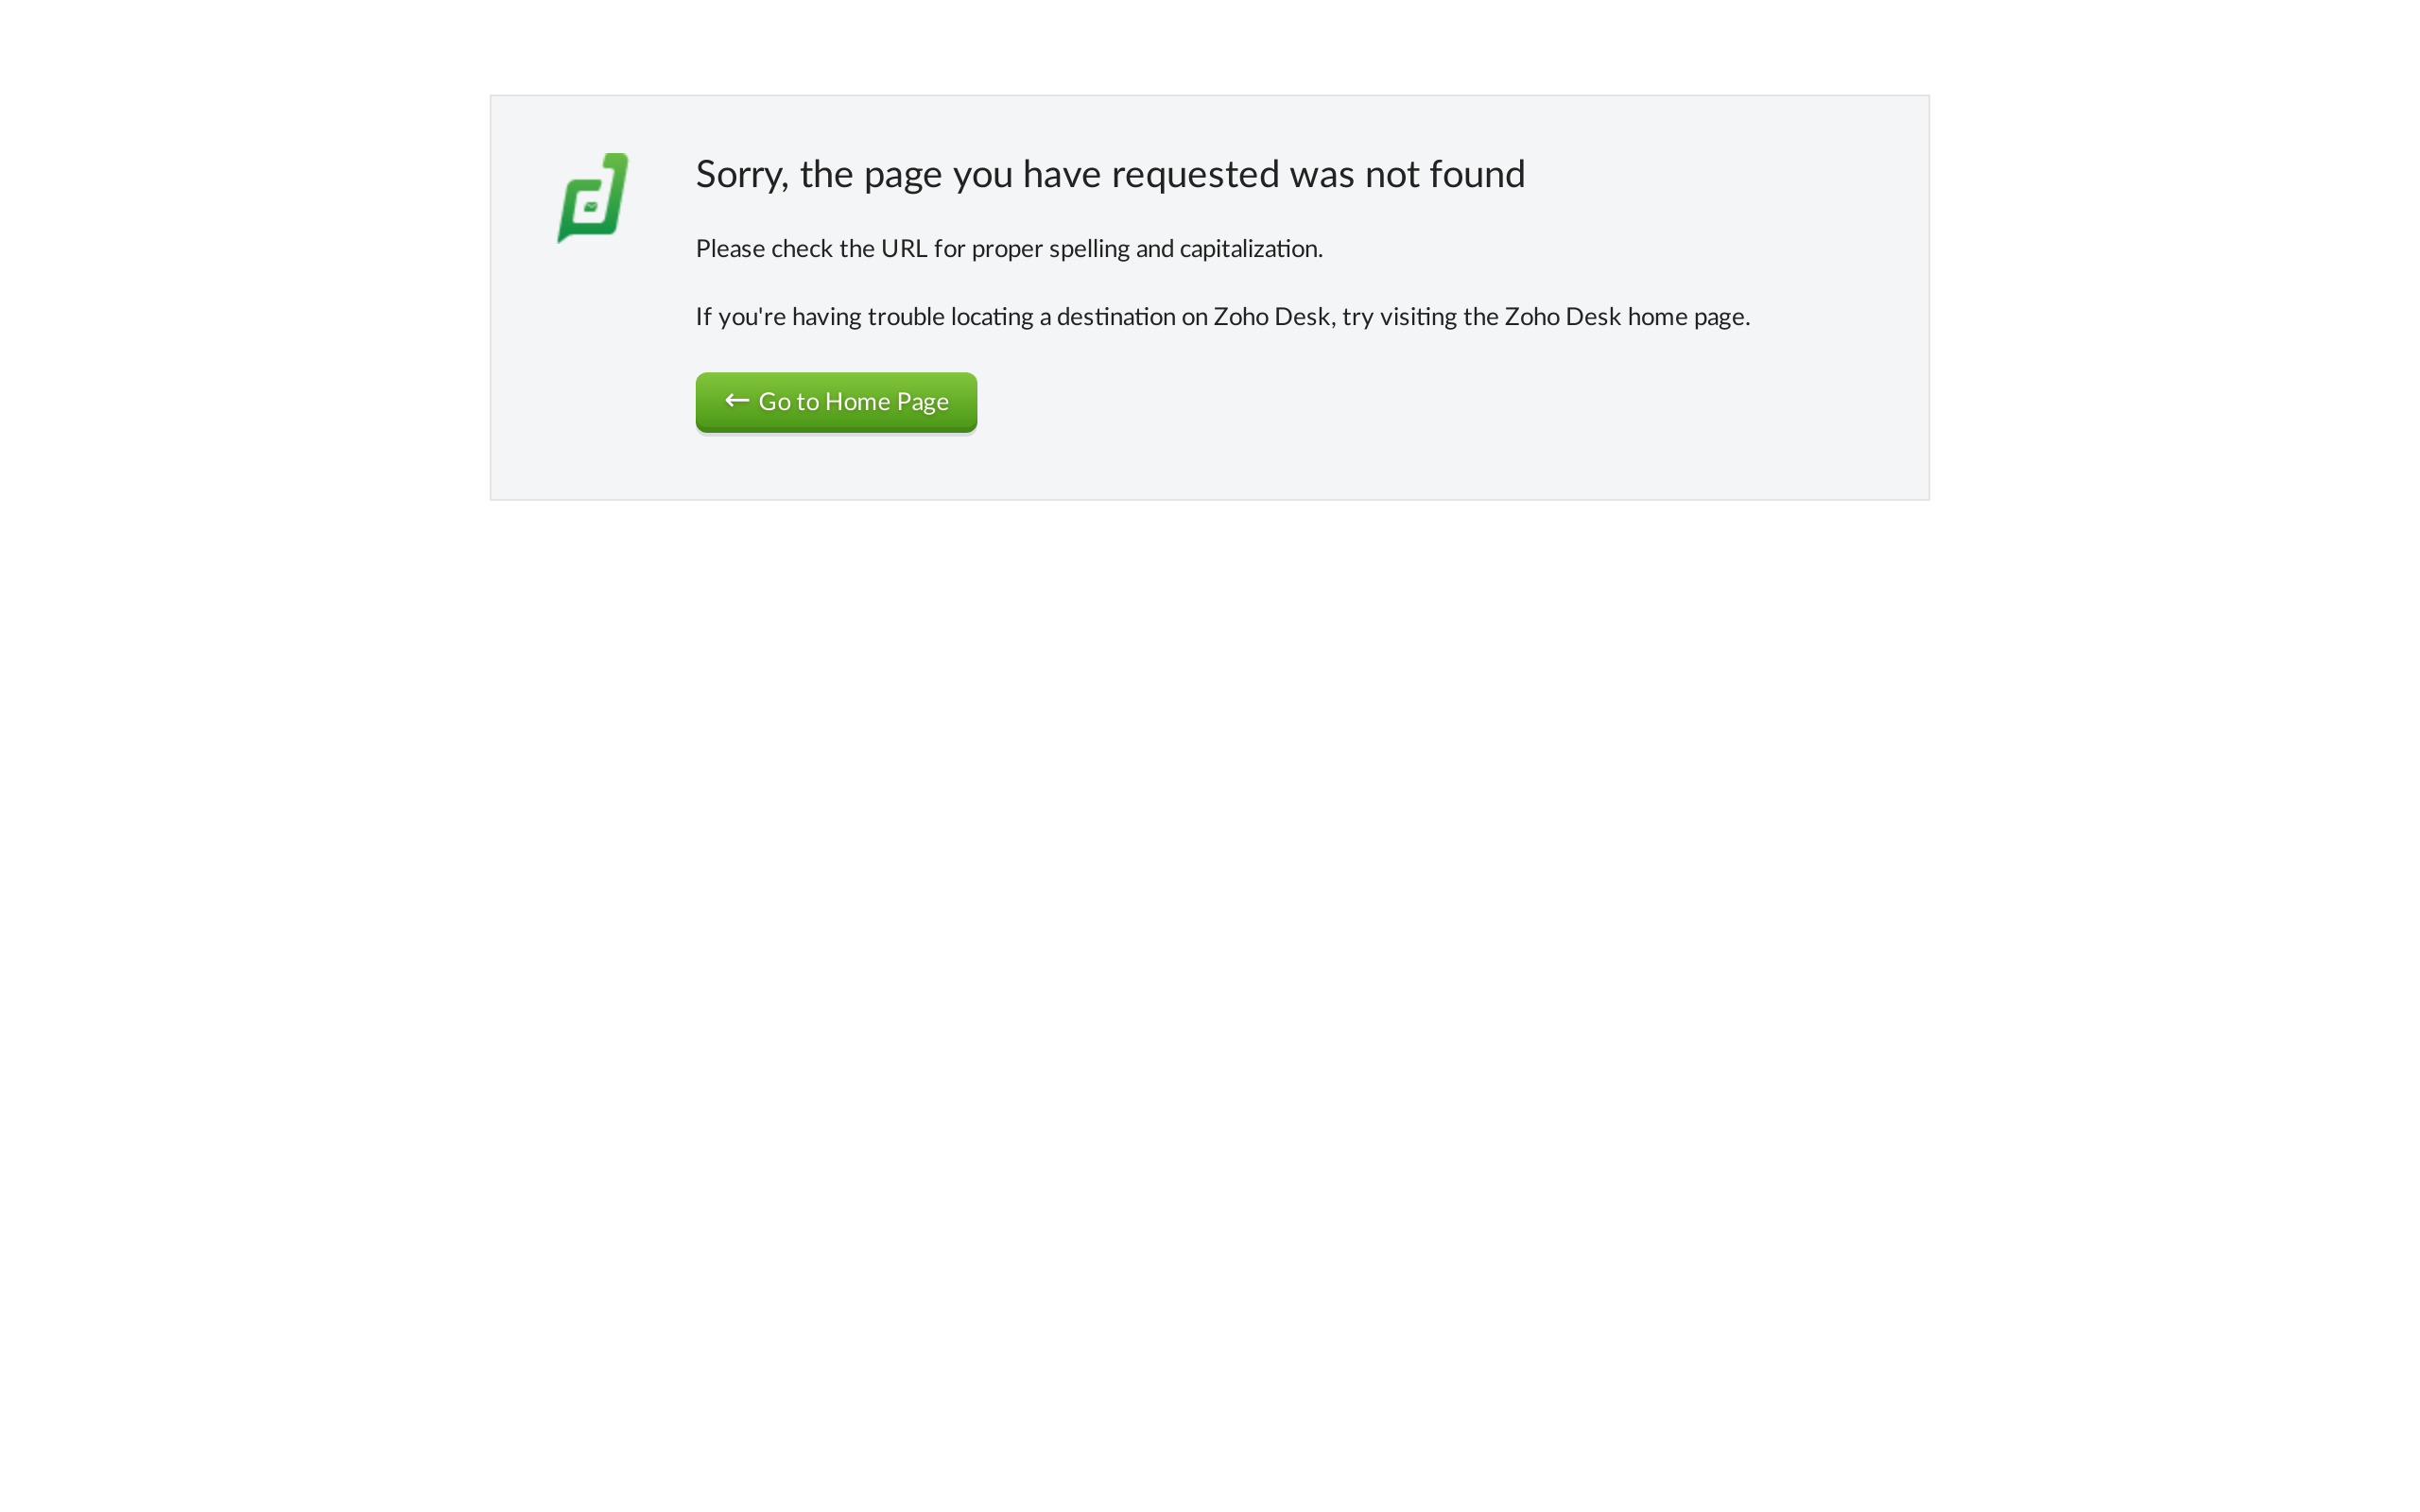 Sorry, the page you have requested was not found
Please check the URL for proper spelling and capitalization.
If you're having trouble locating a destination on Zoho Desk, try visiting the Zoho Desk home page.
← Go to Home Page